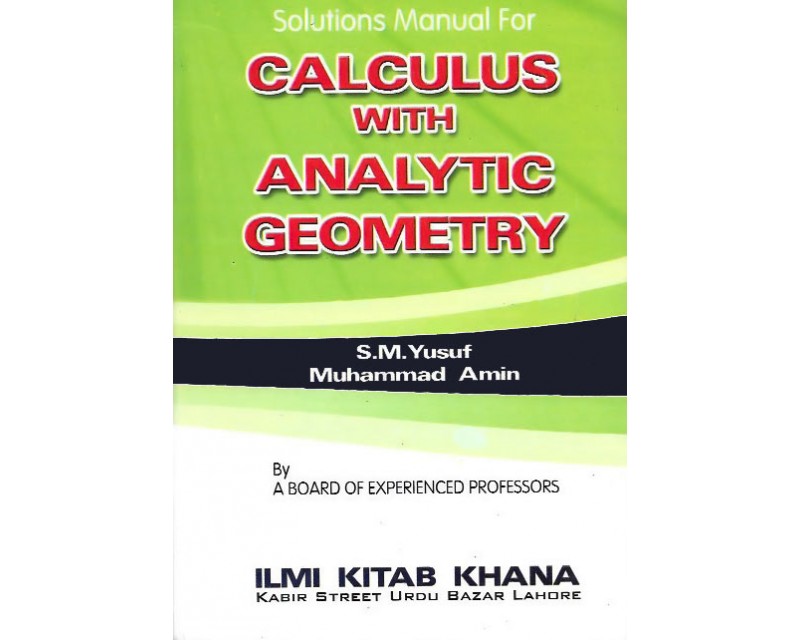 Solutions Manual For
CALCULUS
WITH
ANALYTIC
GEOMETRY
S.M.Yusuf
Muhammad Amin
By
A BOARD OF EXPERIENCED PROFESSORS
ILMI KITAB KHANA
KABIR STREET URDU BAZAR LAHORE